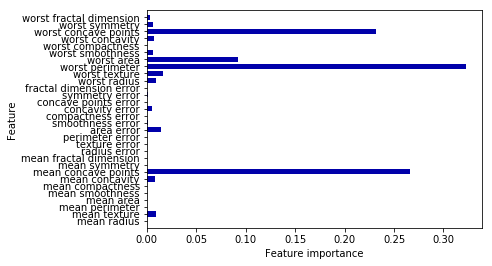 worst fractal dimension
worst symmetry
worst concave points
worst concavity
worst compactness
worst smoothness
worst area
worst perimeter
worst texture
worst radius
fractal dimension error
symmetry error
concave points error
concavity error
compactness error
smoothness error
area error
perimeter error
texture error
radius error
mean fractal dimension
mean symmetry
mean concave points
mean concavity
mean compactness
mean smoothness
mean area
mean perimeter
mean texture
mean radius
Feature
0.00 0.05 0.10 0.15 0.20 0.25 0.30
Feature importance